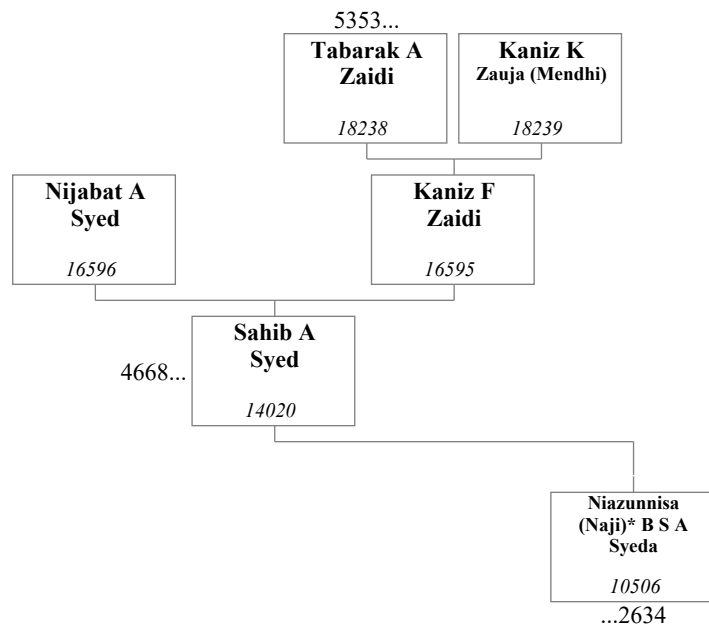 5353...
Tabarak A
Zaidi
18238
Kaniz K
Zauja (Mendhi)
18239
Nijabat A
Syed
16596
Kaniz F
Zaidi
16595
Sahib A
Syed
14020
4668...
Niazunnisa
(Naji)* B S A
Syeda
10506
...2634